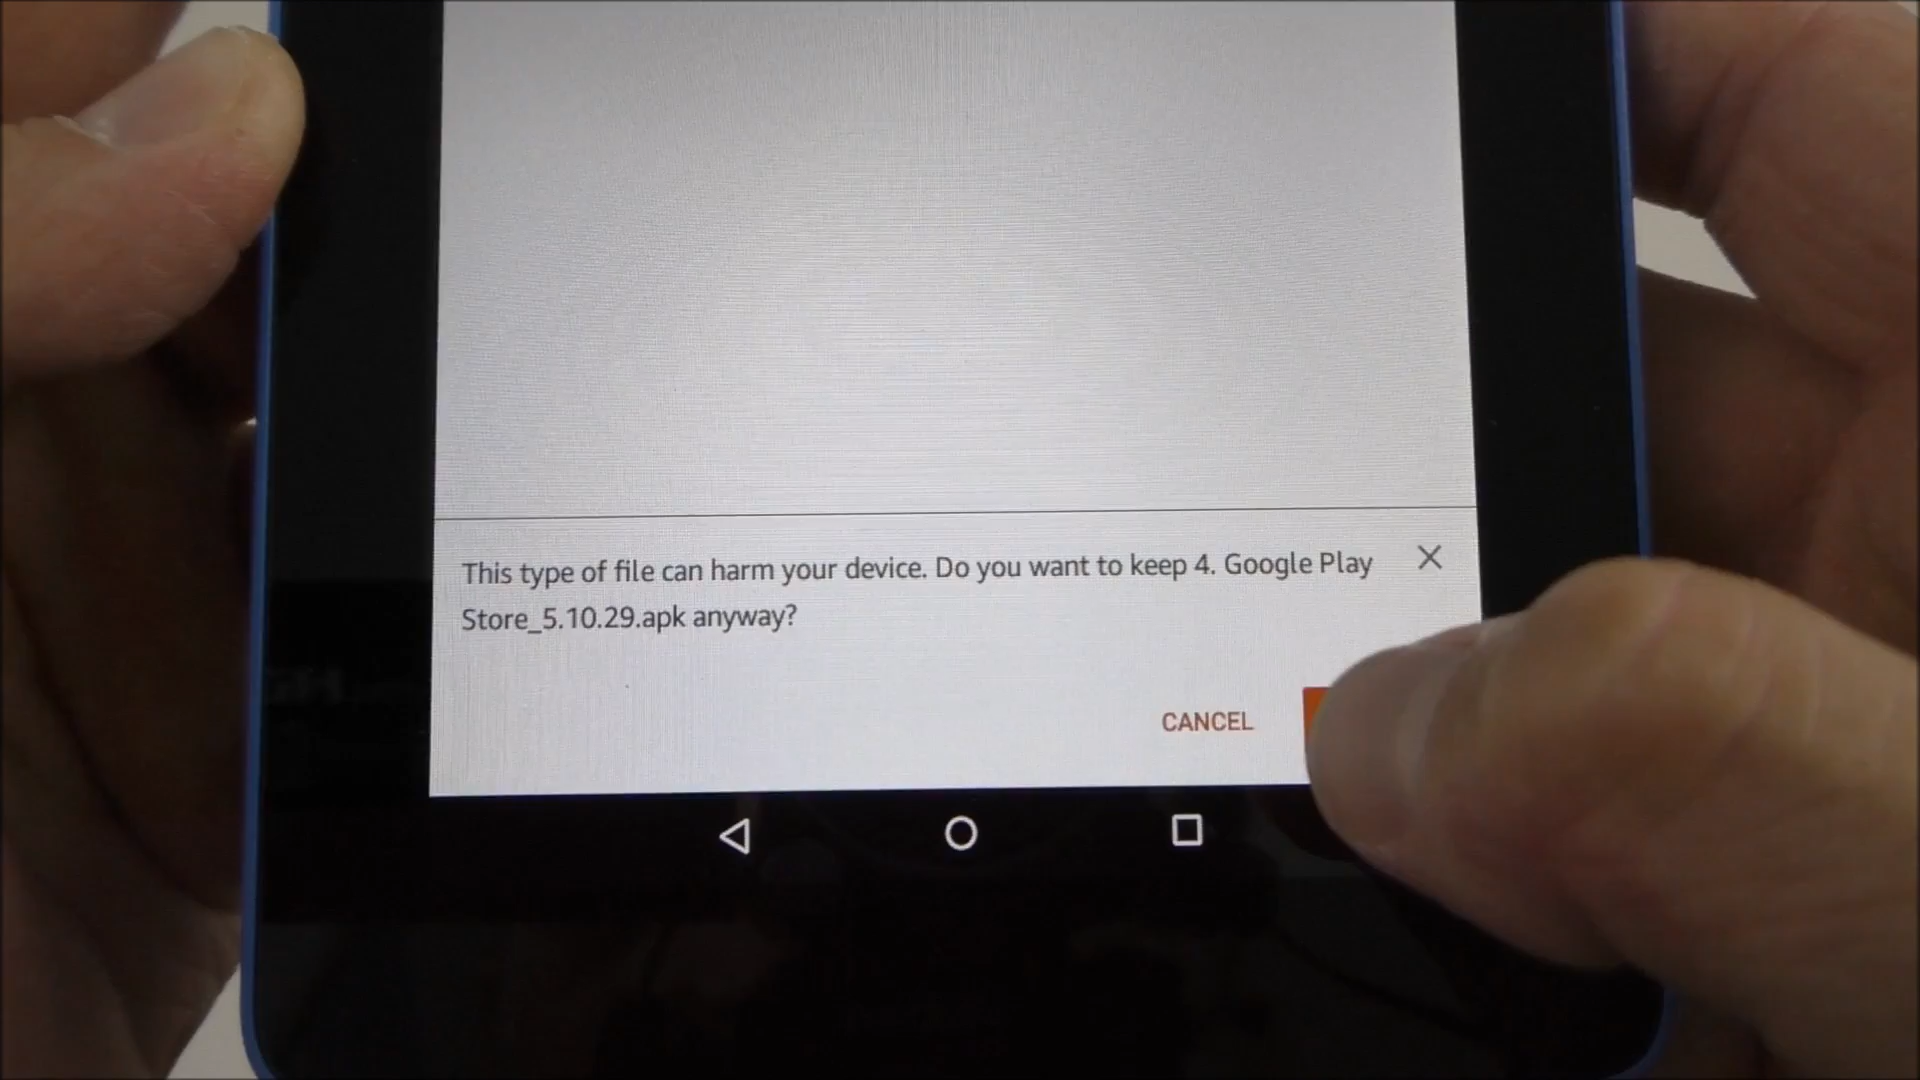 This type of file can harm your device. Do you want to keep 4. Google Play
Store_5.10.29.apk anyway?
CANCEL